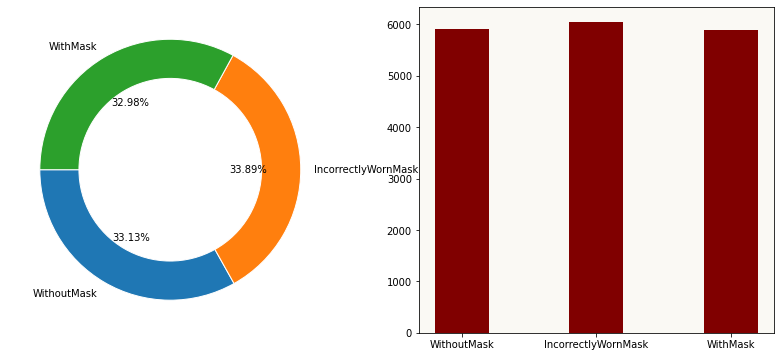 WithMask
32.98%
33.89%
IncorrectlyWornMask
33.13%
WithoutMask
6000
5000
4000
3000
2000
1000
0
WithoutMask
IncorrectlyWornMask
WithMask